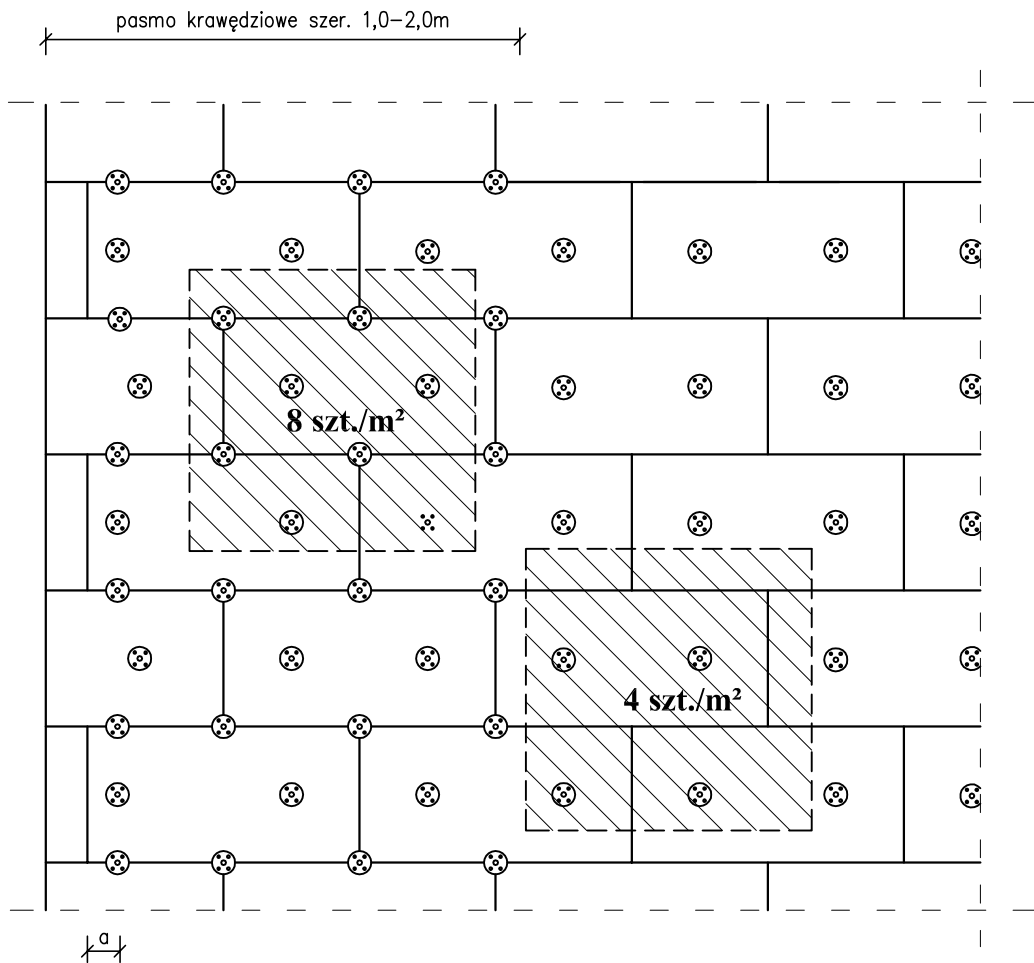 pasmo krawędziowe szer. 1,0-2,0m
8 szt./m²
4 szt./m²
a